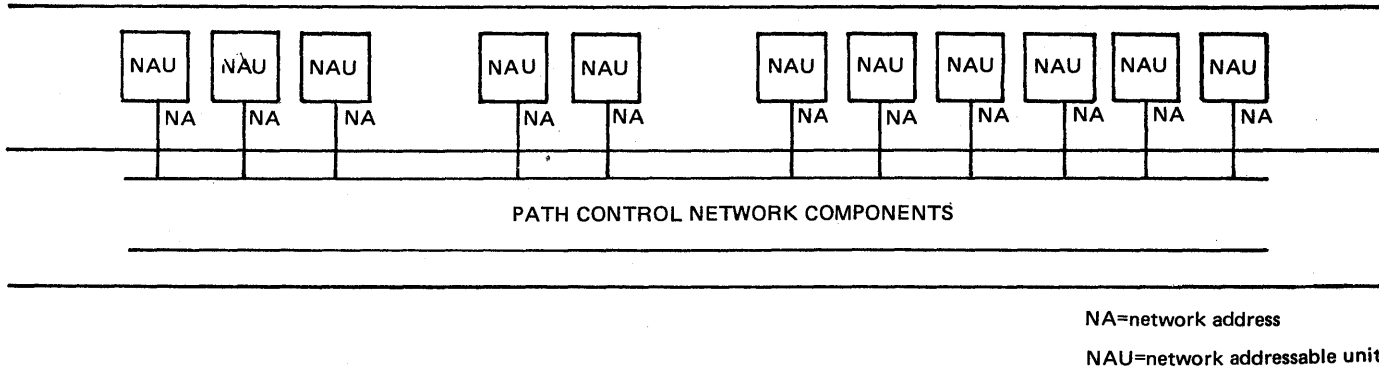 NAU NAU NAU NAU NAU NAU NAU NAU NAU NAU NAU
NA NA NA NA NA NA NA NA NA NA NA
PATH CONTROL NETWORK COMPONENTS
NA=network address
NAU=network addressable unit